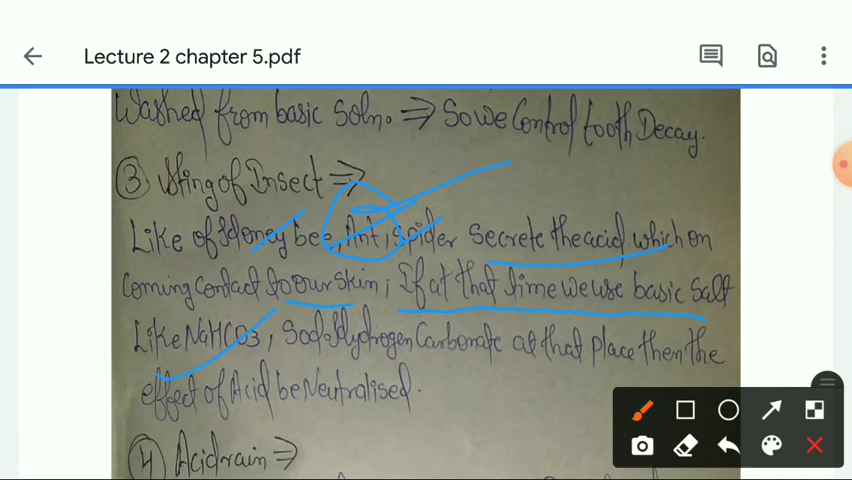 Lecture 2 chapter 5.pdf
Washed from basic Soln. ⇒ So we Control tooth Decay.
③ Sting of Insect ⇒
Like of Honey bee, Ant, Spider Secrete the acid which on
Coming Contact to our skin; If at that time we use basic Salt
Like NaHCO3, Sod. Hydrogen Carbonate at that place then the
effect of Acid be Neutralised.
④ Acid rain ⇒